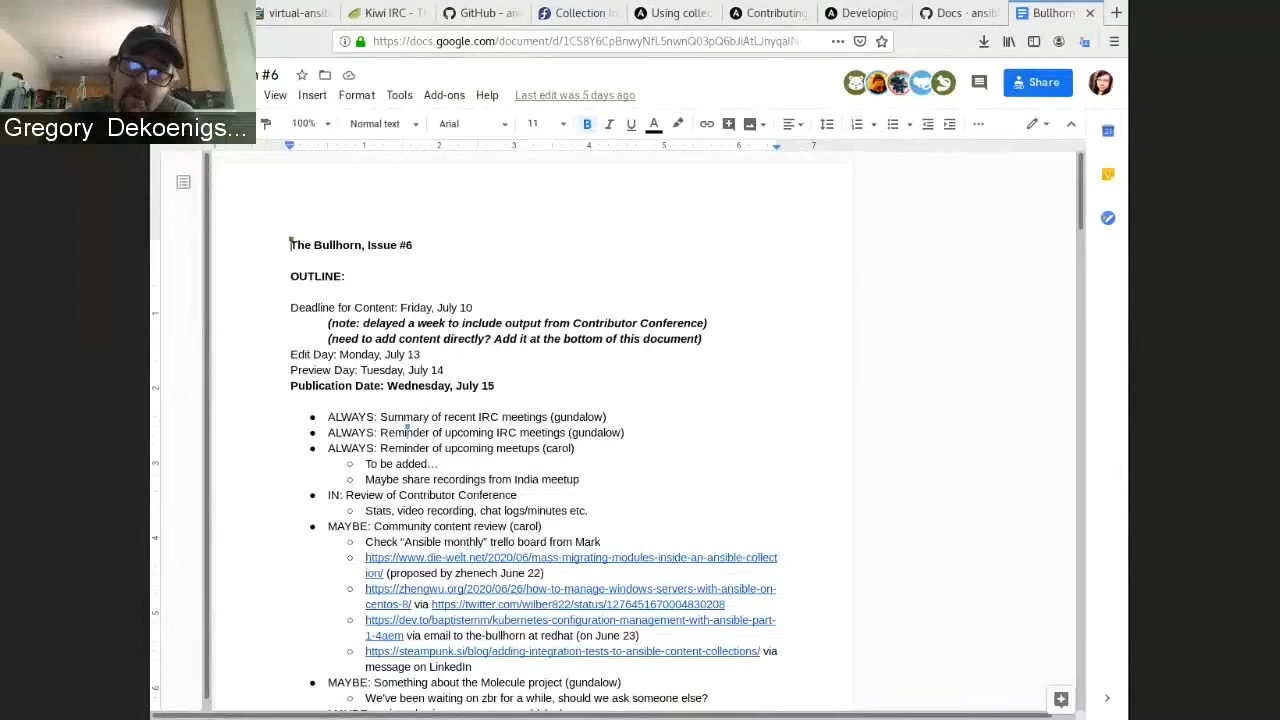 virtual-ansib
Kiwi IRC -
GitHub - an
Collection In
Using collec
Contributing
Developing
Docs - ansib
Bullhorn
https://docs.google.com/document/d/1CS8Y6CpBriwyNfL5nwnQ03pQ6bJiAtLJnyqaIN
n #6
View Insert Format Tools Add-ons Help Last edit was 5 days ago
Share
100% Normal text Arial 11 B I U A
1 2 3 4 5 6 7
Gregory Dekoenigs...
The Bullhorn, Issue #6
OUTLINE:
Deadline for Content: Friday, July 10
(note: delayed a week to include output from Contributor Conference)
(need to add content directly? Add it at the bottom of this document)
Edit Day: Monday, July 13
Preview Day: Tuesday, July 14
Publication Date: Wednesday, July 15
● ALWAYS: Summary of recent IRC meetings (gundalow)
● ALWAYS: Reminder of upcoming IRC meetings (gundalow)
● ALWAYS: Reminder of upcoming meetups (carol)
○ To be added…
○ Maybe share recordings from India meetup
● IN: Review of Contributor Conference
○ Stats, video recording, chat logs/minutes etc.
● MAYBE: Community content review (carol)
○ Check “Ansible monthly” trello board from Mark
○ https://www.die-welt.net/2020/06/mass-migrating-modules-inside-an-ansible-collect
ion/ (proposed by zhenech June 22)
○ https://zhengwu.org/2020/06/26/how-to-manage-windows-servers-with-ansible-on-
centos-8/ via https://twitter.com/wilber822/status/1276451670004830208
○ https://dev.to/baptistemm/kubernetes-configuration-management-with-ansible-part-
1-4aem via email to the-bullhorn at redhat (on June 23)
○ https://steampunk.si/blog/adding-integration-tests-to-ansible-content-collections/ via
message on LinkedIn
● MAYBE: Something about the Molecule project (gundalow)
○ We've been waiting on zbr for a while, should we ask someone else?